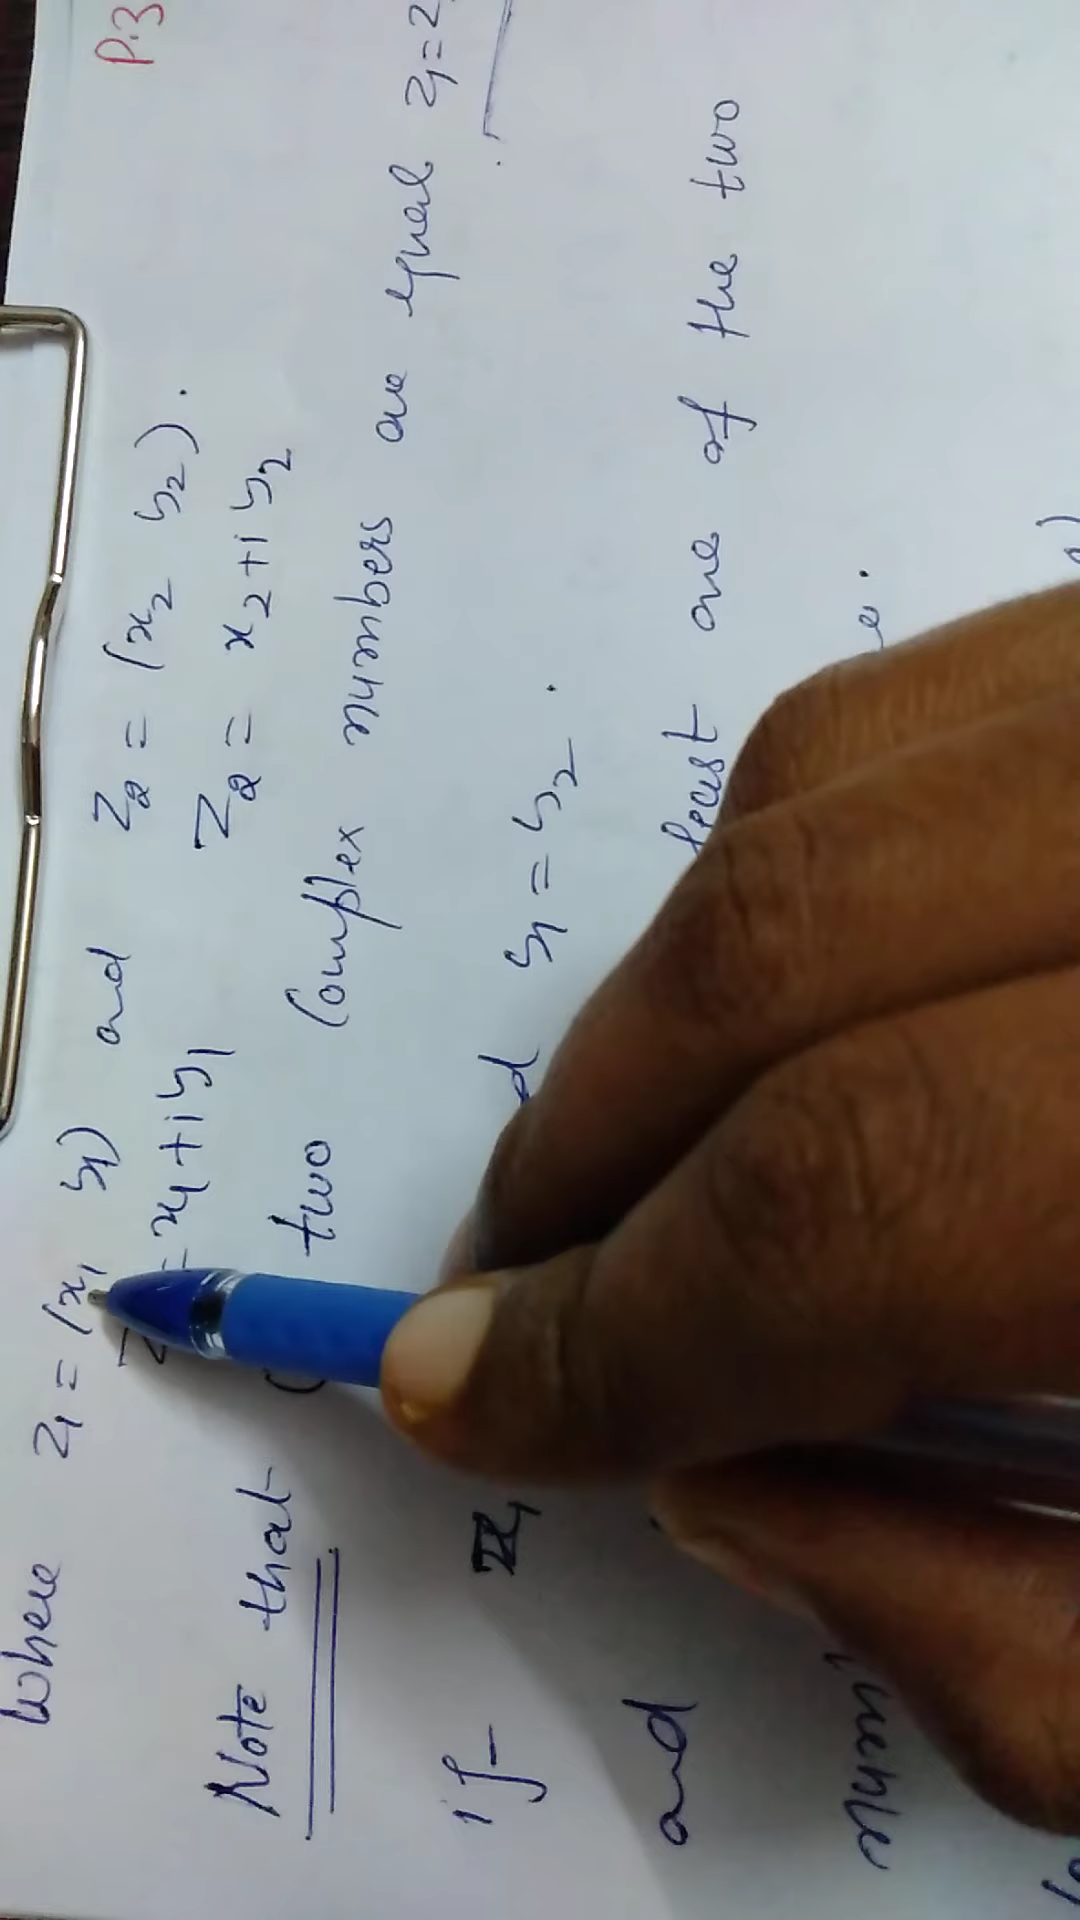 P.3
where z₁ = (x₁ y₁) and z₂ = (x₂ y₂).
= x₁ + iy₁ z₂ = x₂ + iy₂
Note that two complex numbers are equal z₁ = z
if y₁ = y₂.
and least one of the two